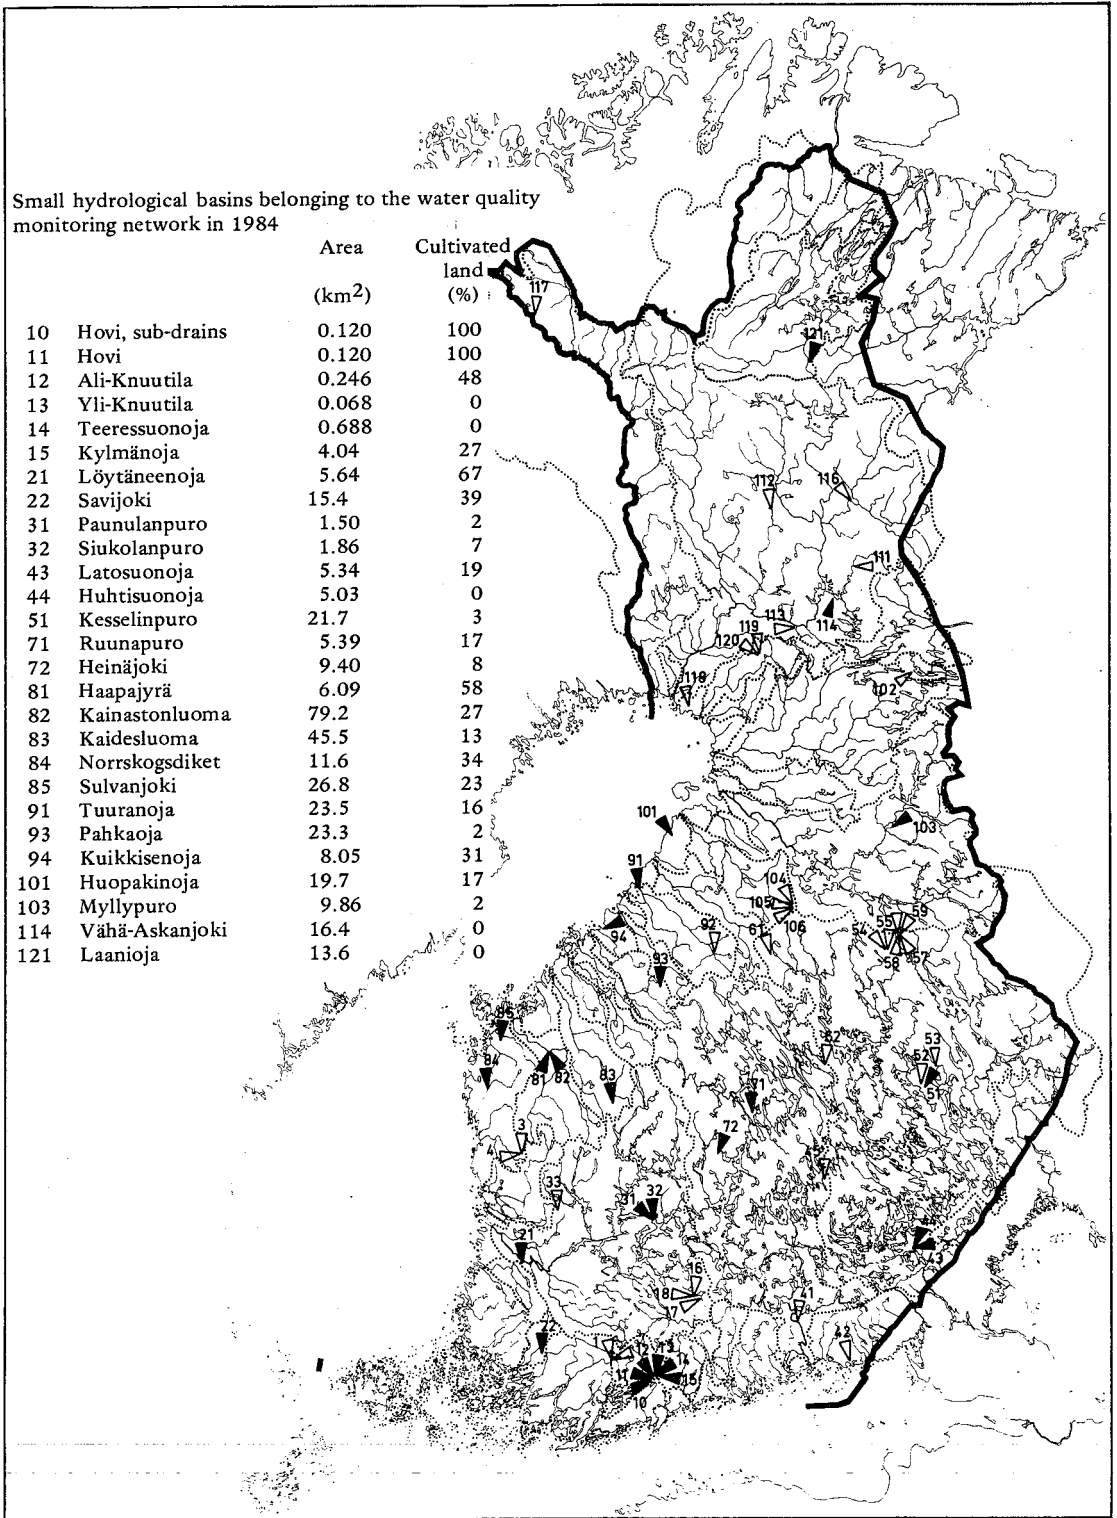 Small hydrological basins belonging to the water quality
monitoring network in 1984
Area Cultivated
land
(km2) (%)
10 Hovi, sub-drains 0.120 100
11 Hovi 0.120 100
12 Ali-Knuutila 0.246 48
13 Yli-Knuutila 0.068 0
14 Teeressuonoja 0.688 0
15 Kylmänoja 4.04 27
21 Löytäneenoja 5.64 67
22 Savijoki 15.4 39
31 Paunulanpuro 1.50 2
32 Siukolanpuro 1.86 7
43 Latosuonoja 5.34 19
44 Huhtisuonoja 5.03 0
51 Kesselinpuro 21.7 3
71 Ruunapuro 5.39 17
72 Heinäjoki 9.40 8
81 Haapajyrä 6.09 58
82 Kainastonluoma 79.2 27
83 Kaidesluoma 45.5 13
84 Norrskogsdiket 11.6 34
85 Sulvanjoki 26.8 23
91 Tuuranoja 23.5 16
93 Pahkaoja 23.3 2
94 Kuikkisenoja 8.05 31
101 Huopakinoja 19.7 17
103 Myllypuro 9.86 2
114 Vähä-Askanjoki 16.4 0
121 Laanioja 13.6 0
117
121
112 116
111
114
113
119
120
118
102
101
103
91
104
105
106
94
92
61
93
54 55 59
58 57
85
84
81 82
83
62
53
52
51
71
72
3
4
33
31 32
44
43
21
16
18
17
41
42
22
1
12 13 14
11 15
10